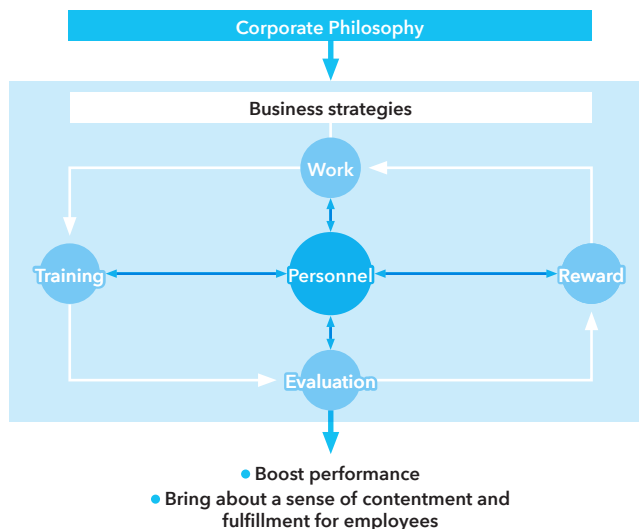 Corporate Philosophy
Business strategies
Work
Training
Personnel
Reward
Evaluation
● Boost performance
● Bring about a sense of contentment and
fulfillment for employees